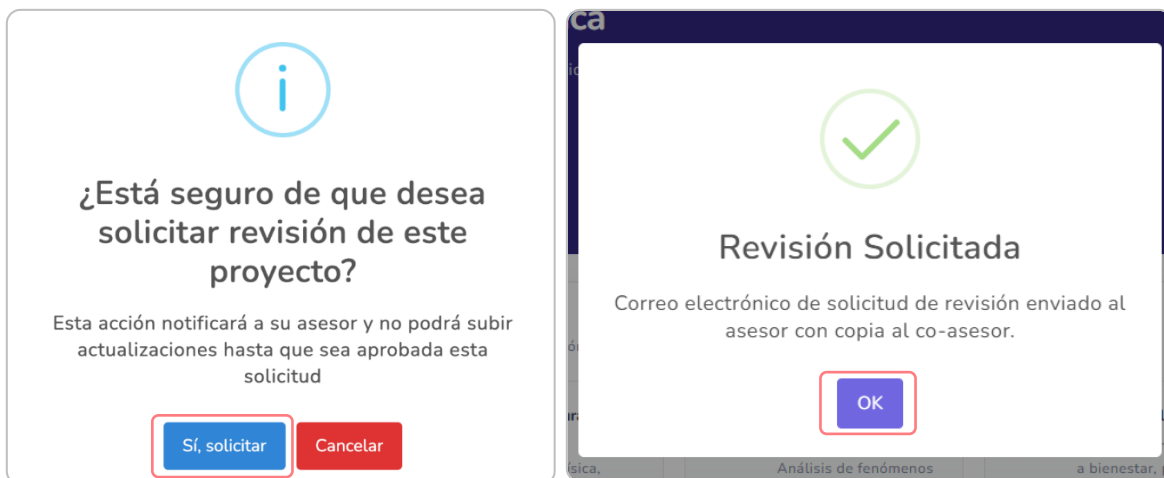 ¿Está seguro de que desea
solicitar revisión de este
proyecto?
Esta acción notificará a su asesor y no podrá subir
actualizaciones hasta que sea aprobada esta
solicitud
Sí, solicitar
Cancelar
ca
Revisión Solicitada
Correo electrónico de solicitud de revisión enviado al
asesor con copia al co-asesor.
OK
Análisis de fenómenos
a bienestar,